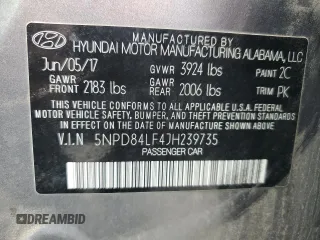 HYUNDAI MOTOR MANUFACTURING ALABAMA, LLC
Jun/05/17 GVWR 3924 lbs PAINT 2C
GAWR FRONT 2183 lbs GAWR REAR 2006 lbs TRIM PK
THIS VEHICLE CONFORMS TO ALL APPLICABLE FEDERAL
MOTOR VEHICLE SAFETY, BUMPER, AND THEFT PREVENTION
STANDARDS IN EFFECT ON THE DATE OF MANUFACTURE
SHOWN ABOVE.
V.I.N 5NPD84LF4JH239735
PASSENGER CAR
DREAMBID